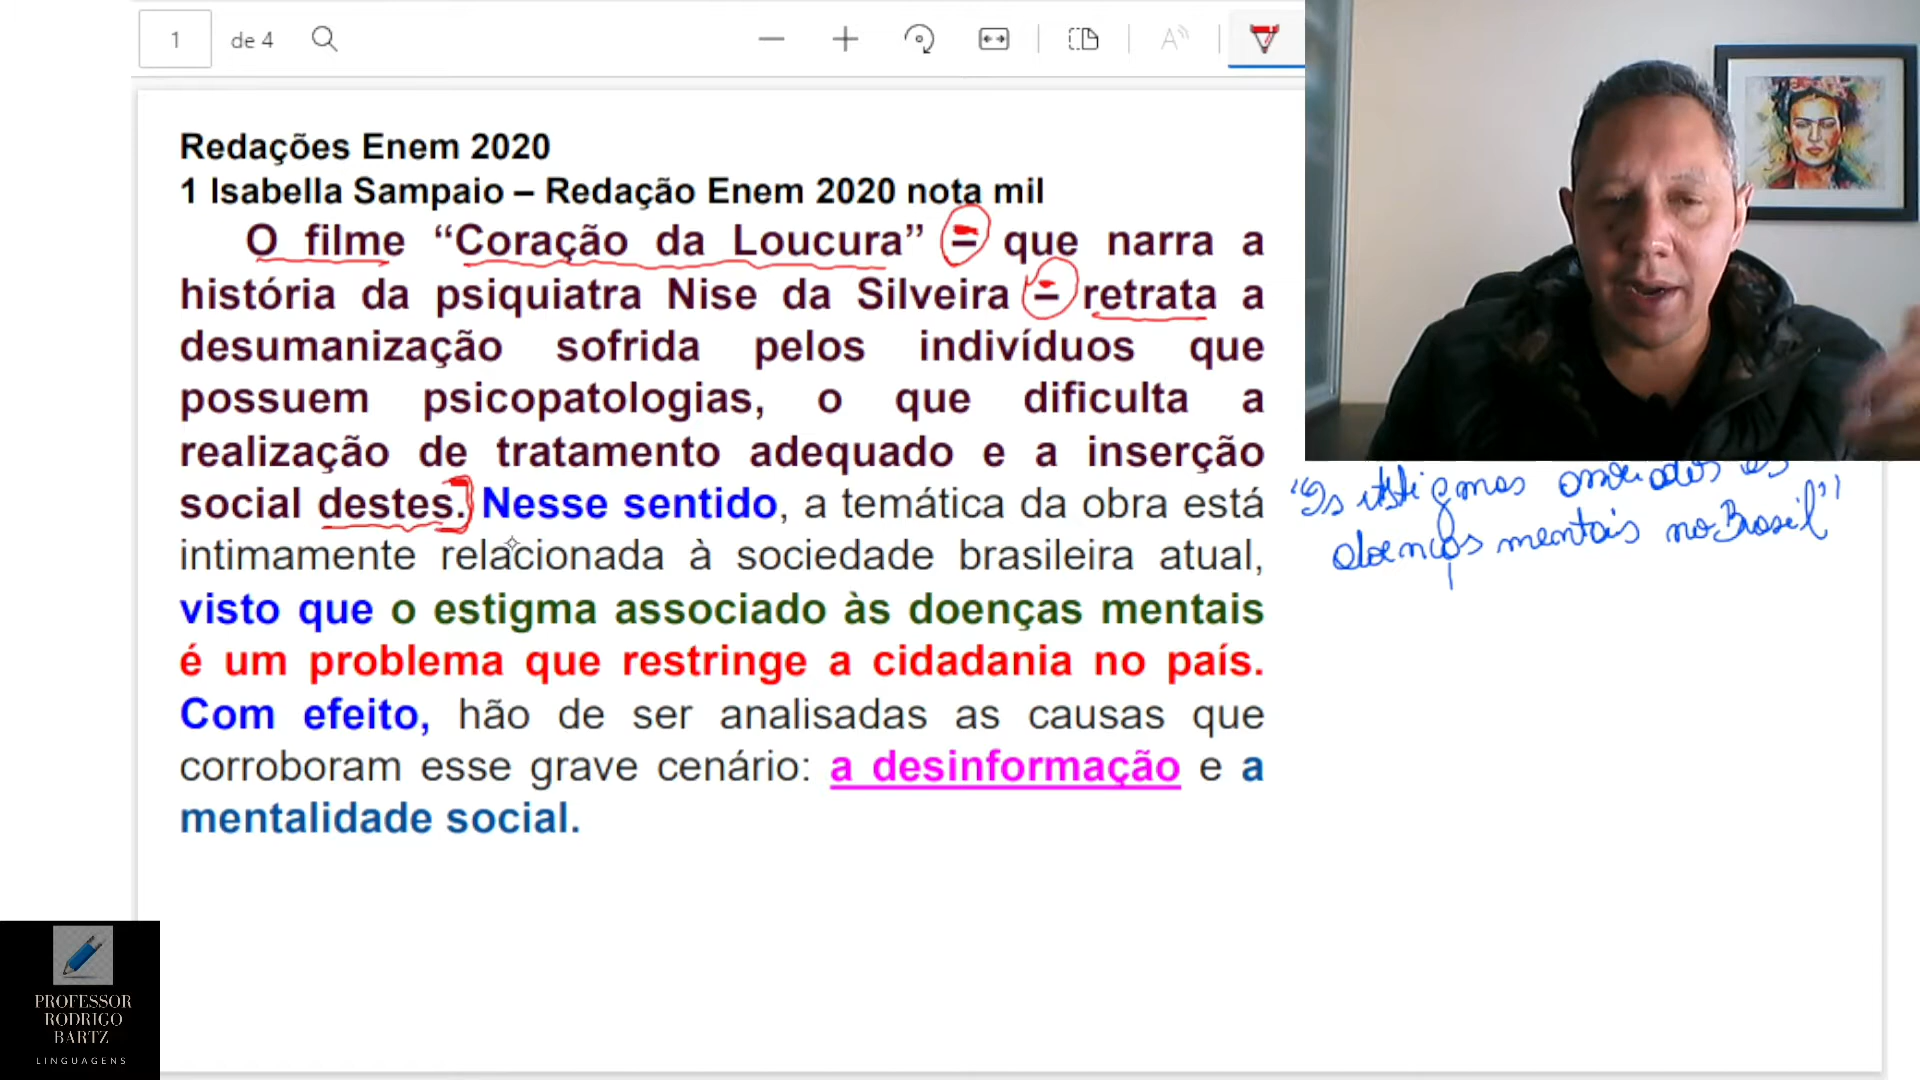 1 de 4
Redações Enem 2020
1 Isabella Sampaio – Redação Enem 2020 nota mil
O filme “Coração da Loucura” – que narra a
história da psiquiatra Nise da Silveira – retrata a
desumanização sofrida pelos indivíduos que
possuem psicopatologias, o que dificulta a
realização de tratamento adequado e a inserção
social destes. Nesse sentido, a temática da obra está
intimamente relacionada à sociedade brasileira atual,
visto que o estigma associado às doenças mentais
é um problema que restringe a cidadania no país.
Com efeito, hão de ser analisadas as causas que
corroboram esse grave cenário: a desinformação e a
mentalidade social.
doenças mentais no Brasil”
PROFESSOR
RODRIGO
BARTZ
LINGUAGENS